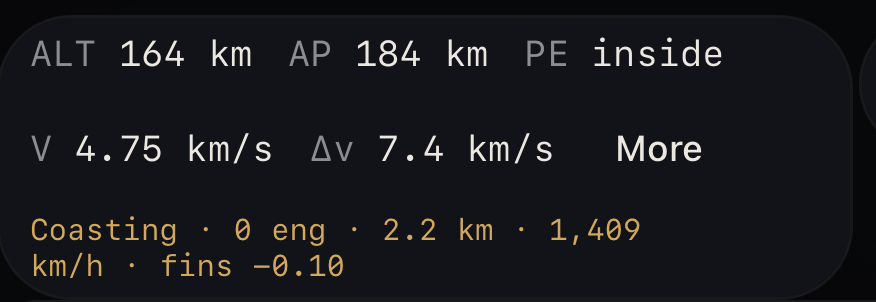 ALT 164 km AP 184 km PE inside
V 4.75 km/s Δv 7.4 km/s More
Coasting · 0 eng · 2.2 km · 1,409
km/h · fins −0.10